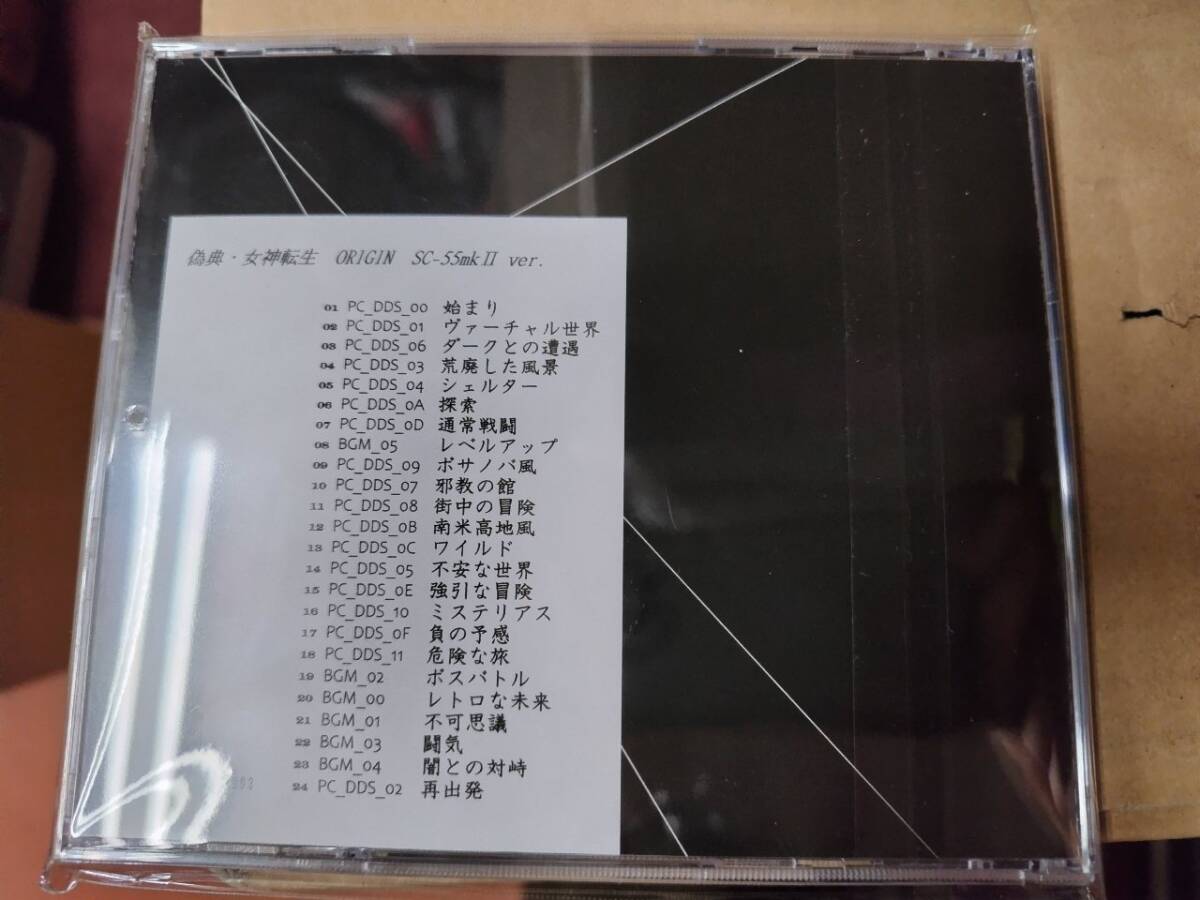 偽典・女神転生 ORIGIN SC-55mkⅡ ver.
01 PC_DDS_00 始まり
02 PC_DDS_01 ヴァーチャル世界
03 PC_DDS_06 ダークとの遭遇
04 PC_DDS_03 荒廃した風景
05 PC_DDS_04 シェルター
06 PC_DDS_0A 探索
07 PC_DDS_0D 通常戦闘
08 BGM_05 レベルアップ
09 PC_DDS_09 ボサノバ風
10 PC_DDS_07 邪教の館
11 PC_DDS_08 街中の冒険
12 PC_DDS_0B 南米高地風
13 PC_DDS_0C ワイルド
14 PC_DDS_05 不安な世界
15 PC_DDS_0E 強引な冒険
16 PC_DDS_10 ミステリアス
17 PC_DDS_0F 負の予感
18 PC_DDS_11 危険な旅
19 BGM_02 ボスバトル
20 BGM_00 レトロな未来
21 BGM_01 不可思議
22 BGM_03 闘気
23 BGM_04 闇との対峙
24 PC_DDS_02 再出発